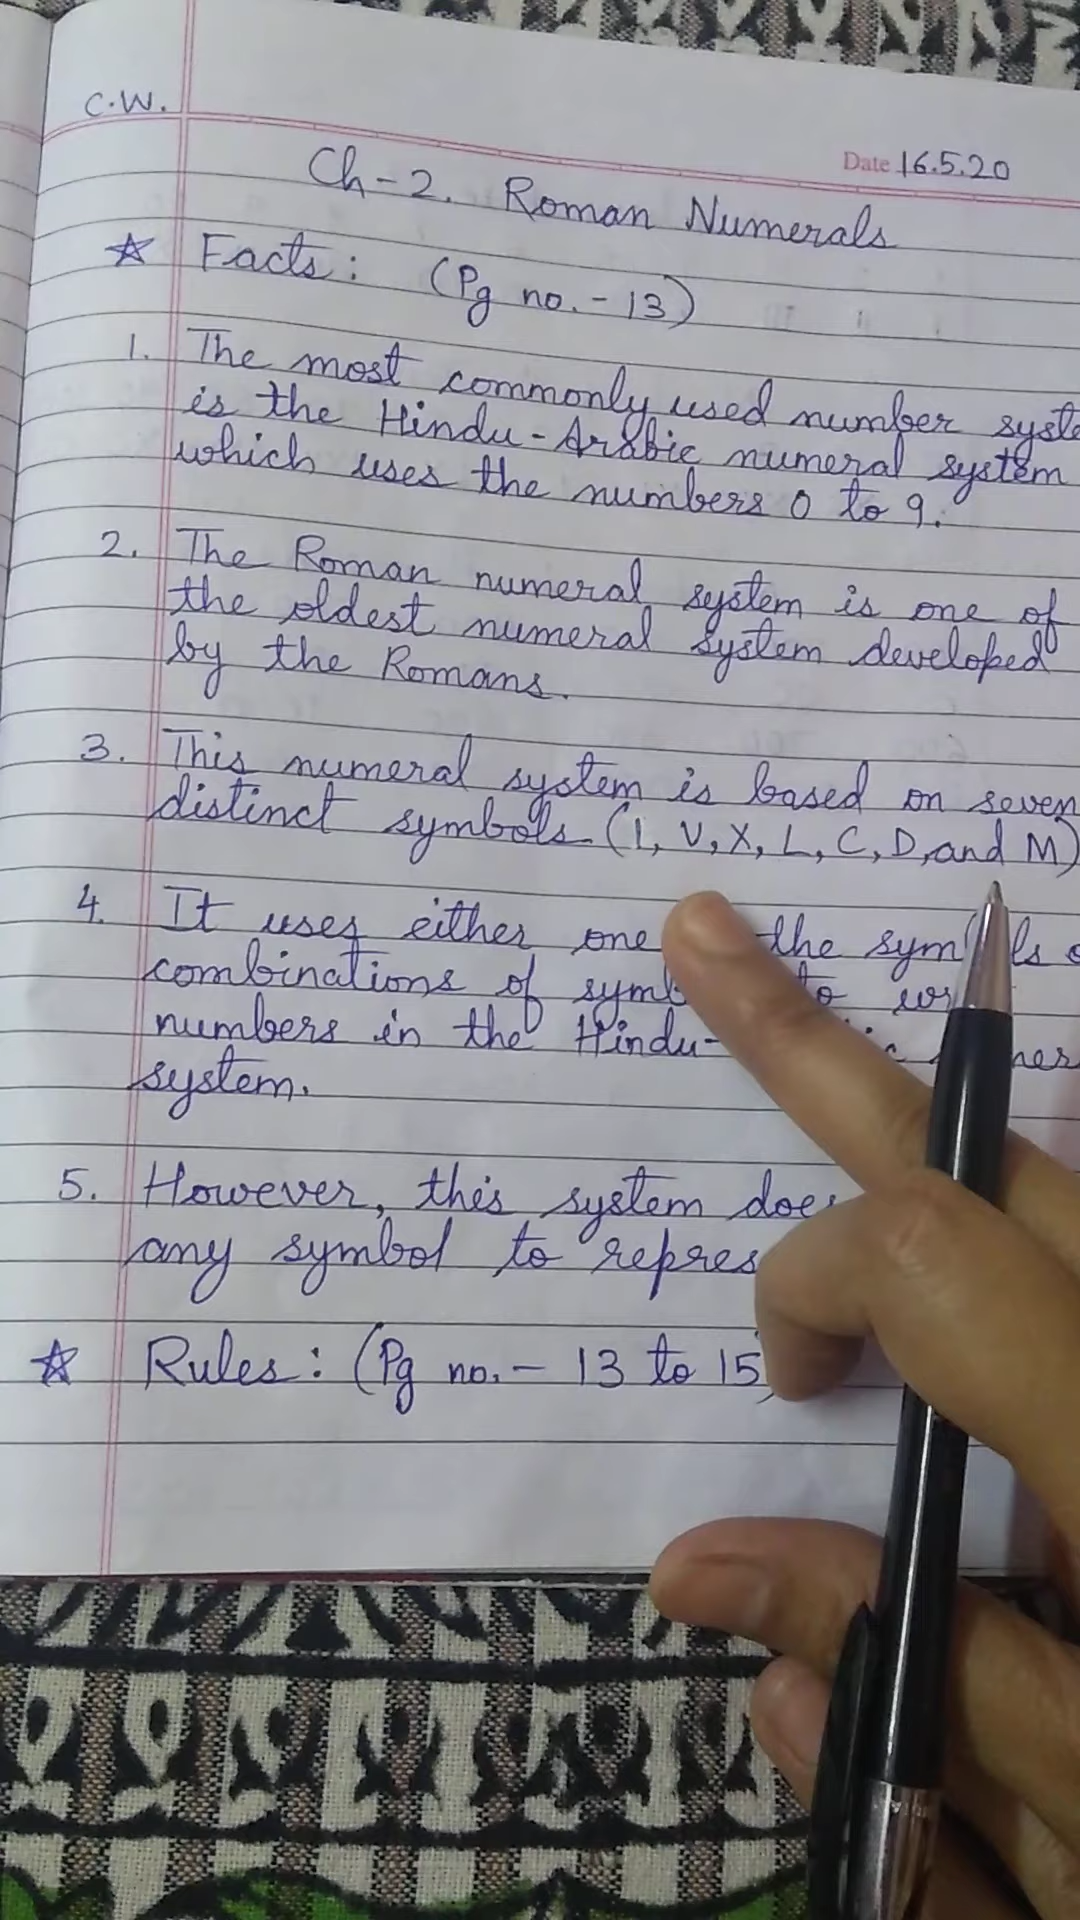 C.W.
Date 16.5.20
Ch-2. Roman Numerals
☆ Facts: (Pg no. - 13)
1. The most commonly used number syste
is the Hindu-Arabic numeral system
which uses the numbers 0 to 9.
2. The Roman numeral system is one of
the oldest numeral system developed
by the Romans.
3. This numeral system is based on seven
distinct symbols. (I, V, X, L, C, D, and M)
4. It uses either one the
combinations of to
numbers in the Hindu-
system.
5. However, this system
any symbol to
☆ Rules: (Pg no. - 13 to 15)